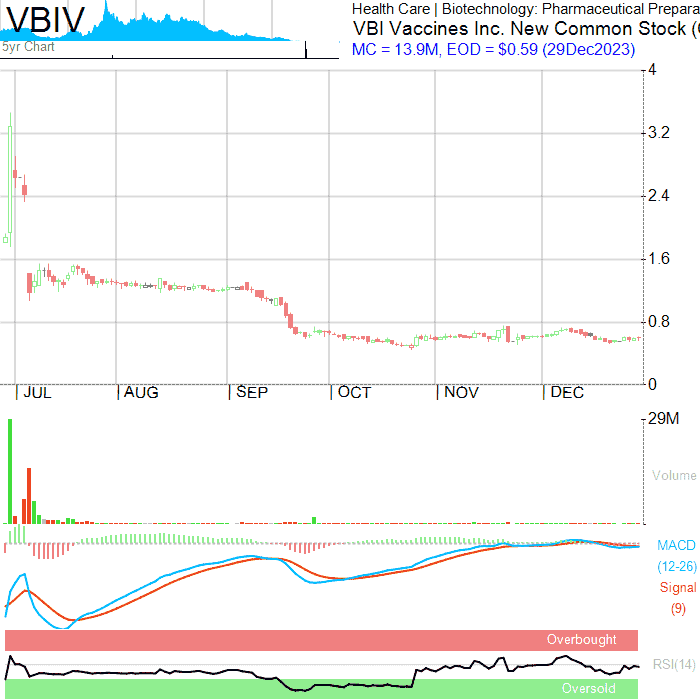 VBIV
5yr Chart
Health Care | Biotechnology: Pharmaceutical Prepara
VBI Vaccines Inc. New Common Stock (
MC = 13.9M, EOD = $0.59 (29Dec2023)
4
3.2
2.4
1.6
0.8
0
JUL AUG SEP OCT NOV DEC
29M
Volume
MACD
(12-26)
Signal
(9)
Overbought
RSI(14)
Oversold